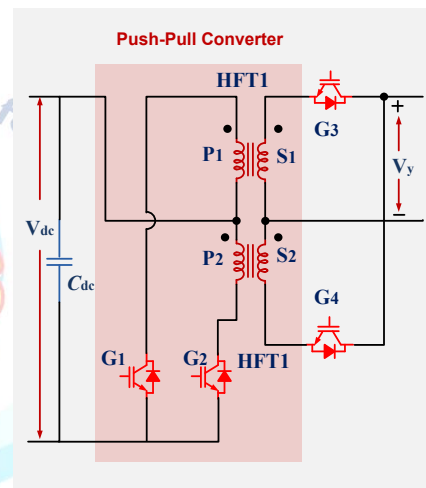 Push-Pull Converter
HFT1
G3
+
P1
S1
Vy
Vdc
−
P2
S2
Cdc
G4
G1
G2
HFT1